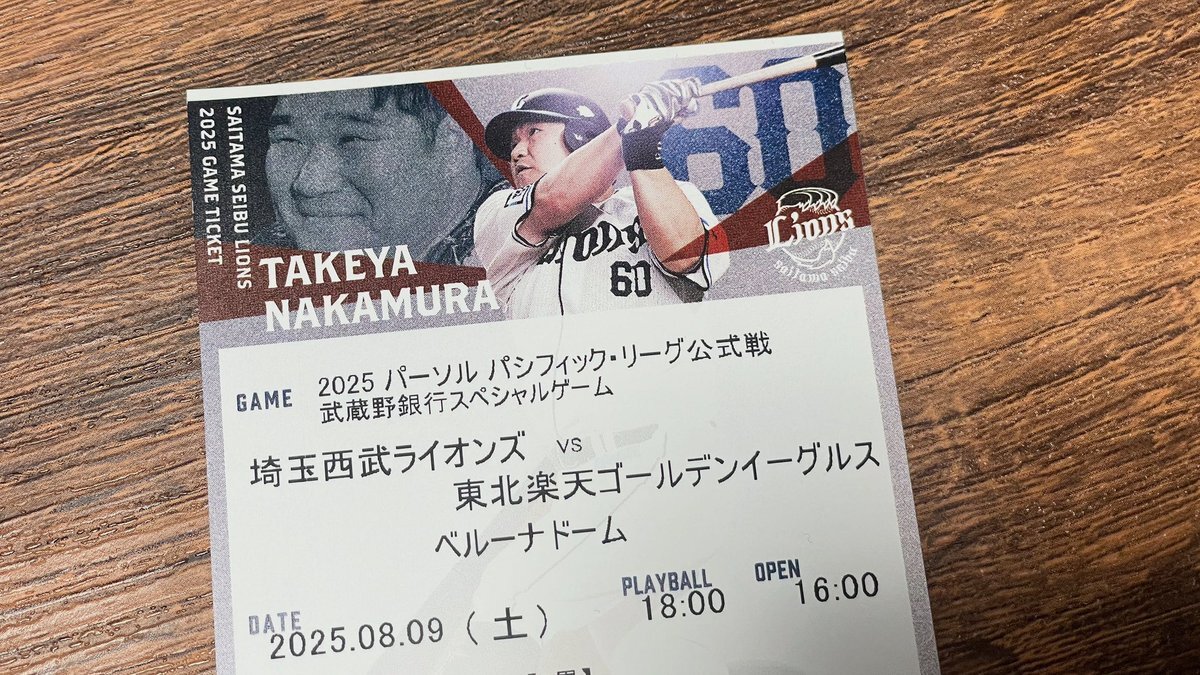 SAITAMA SEIBU LIONS
2025 GAME TICKET
TAKEYA
NAKAMURA
60
60
Lions
GAME
2025 パーソル パシフィック・リーグ公式戦
武蔵野銀行スペシャルゲーム
埼玉西武ライオンズ vs
東北楽天ゴールデンイーグルス
ベルーナドーム
DATE
2025.08.09 (土)
PLAYBALL
18:00
OPEN
16:00